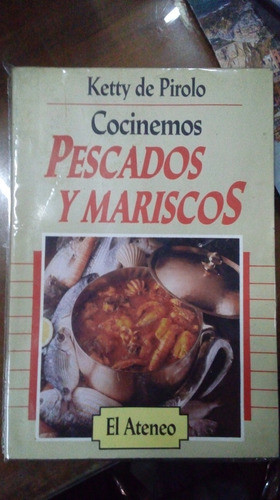 Ketty de Pirolo
Cocinemos
PESCADOS
Y MARISCOS
El Ateneo